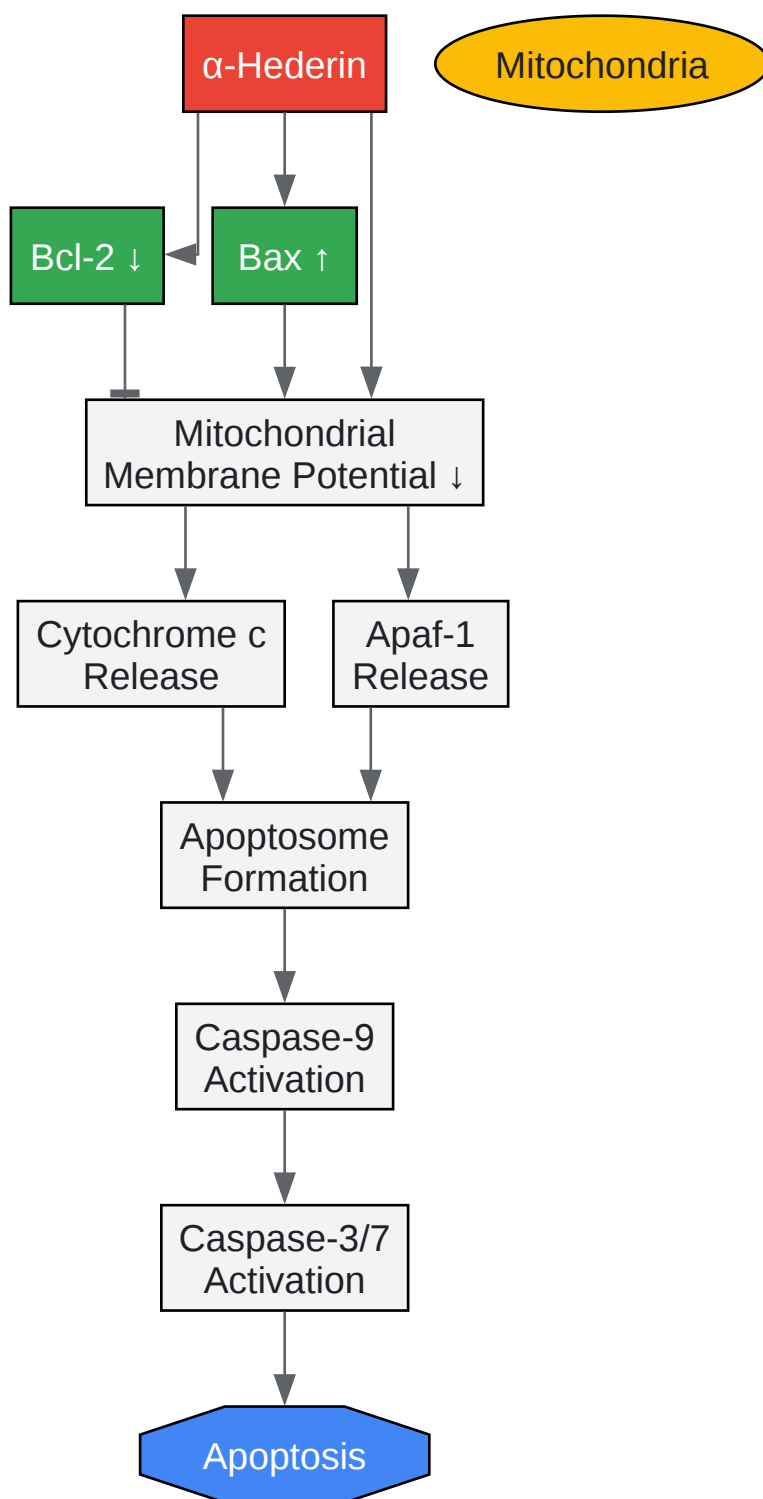 α-Hederin
Mitochondria
Bcl-2 ↓
Bax ↑
Mitochondrial
Membrane Potential ↓
Cytochrome c
Release
Apaf-1
Release
Apoptosome
Formation
Caspase-9
Activation
Caspase-3/7
Activation
Apoptosis